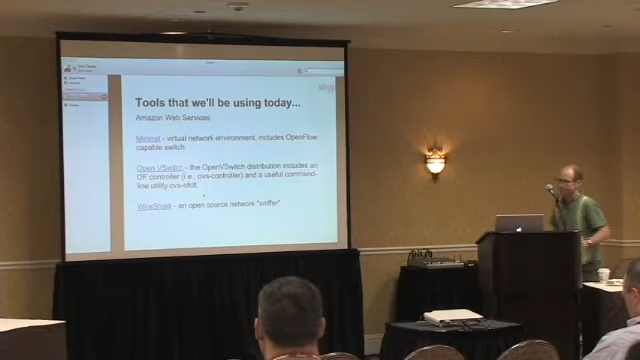 Tools that we'll be using today...
Amazon Web Services
Mininet - virtual network environment, includes OpenFlow
capable switch
Open VSwitch - the OpenVSwitch distribution includes an
OF controller (i.e., ovs-controller) and a useful command-
line utility ovs-ofctl.
WireShark - an open source network "sniffer"